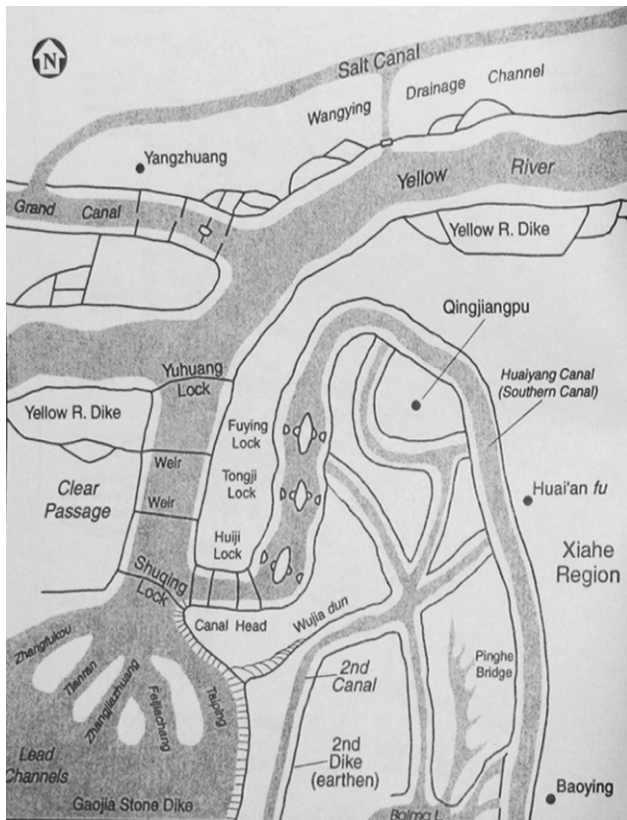 N
Salt Canal
Drainage Channel
Wangying
Yangzhuang
Yellow River
Grand Canal
Yellow R. Dike
Qingjiangpu
Yuhuang
Lock
Huaiyang Canal
(Southern Canal)
Yellow R. Dike
Fuying
Lock
Weir
Tongji
Lock
Clear
Passage
Weir
Huai'an fu
Huiji
Lock
Xiahe
Region
Shuqing
Lock
Canal Head
Wujia dun
Zhangfukou
Tianran
Zhangjiazhuang
Feijiachang
Taiping
2nd
Canal
Pinghe
Bridge
2nd
Dike
(earthen)
Lead
Channels
Gaojia Stone Dike
Baoying